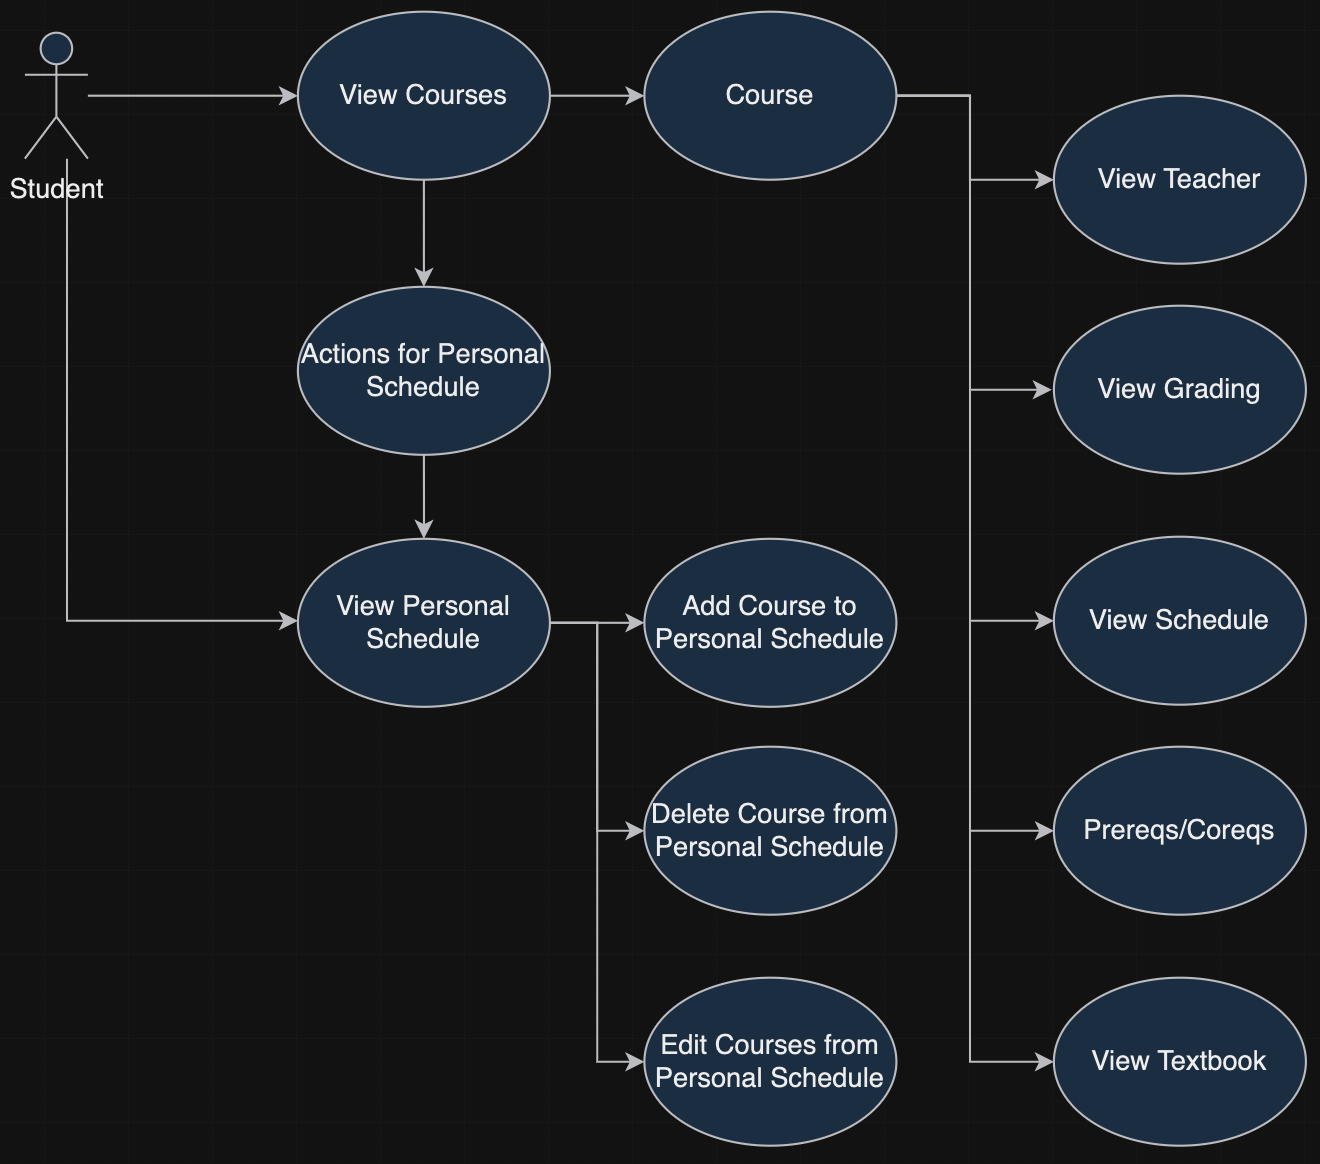 Student
View Courses
Course
View Teacher
Actions for Personal
Schedule
View Grading
View Personal
Schedule
Add Course to
Personal Schedule
View Schedule
Delete Course from
Personal Schedule
Prereqs/Coreqs
Edit Courses from
Personal Schedule
View Textbook